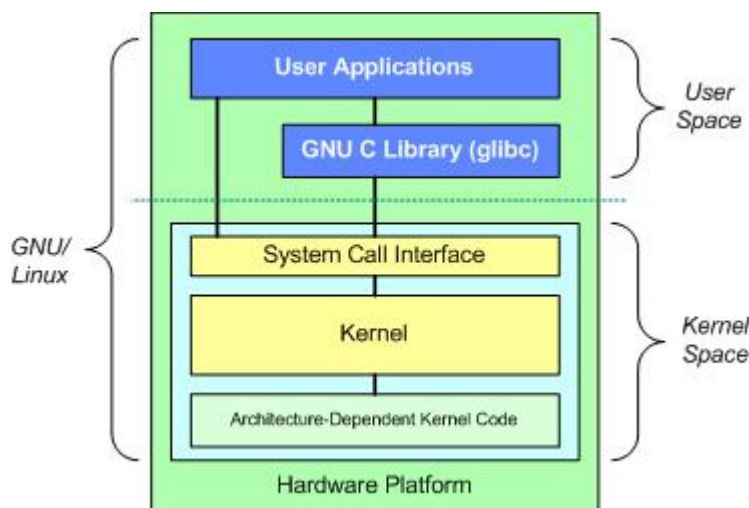 User Applications
User
Space
GNU C Library (glibc)
GNU/
Linux
System Call Interface
Kernel
Kernel
Space
Architecture-Dependent Kernel Code
Hardware Platform